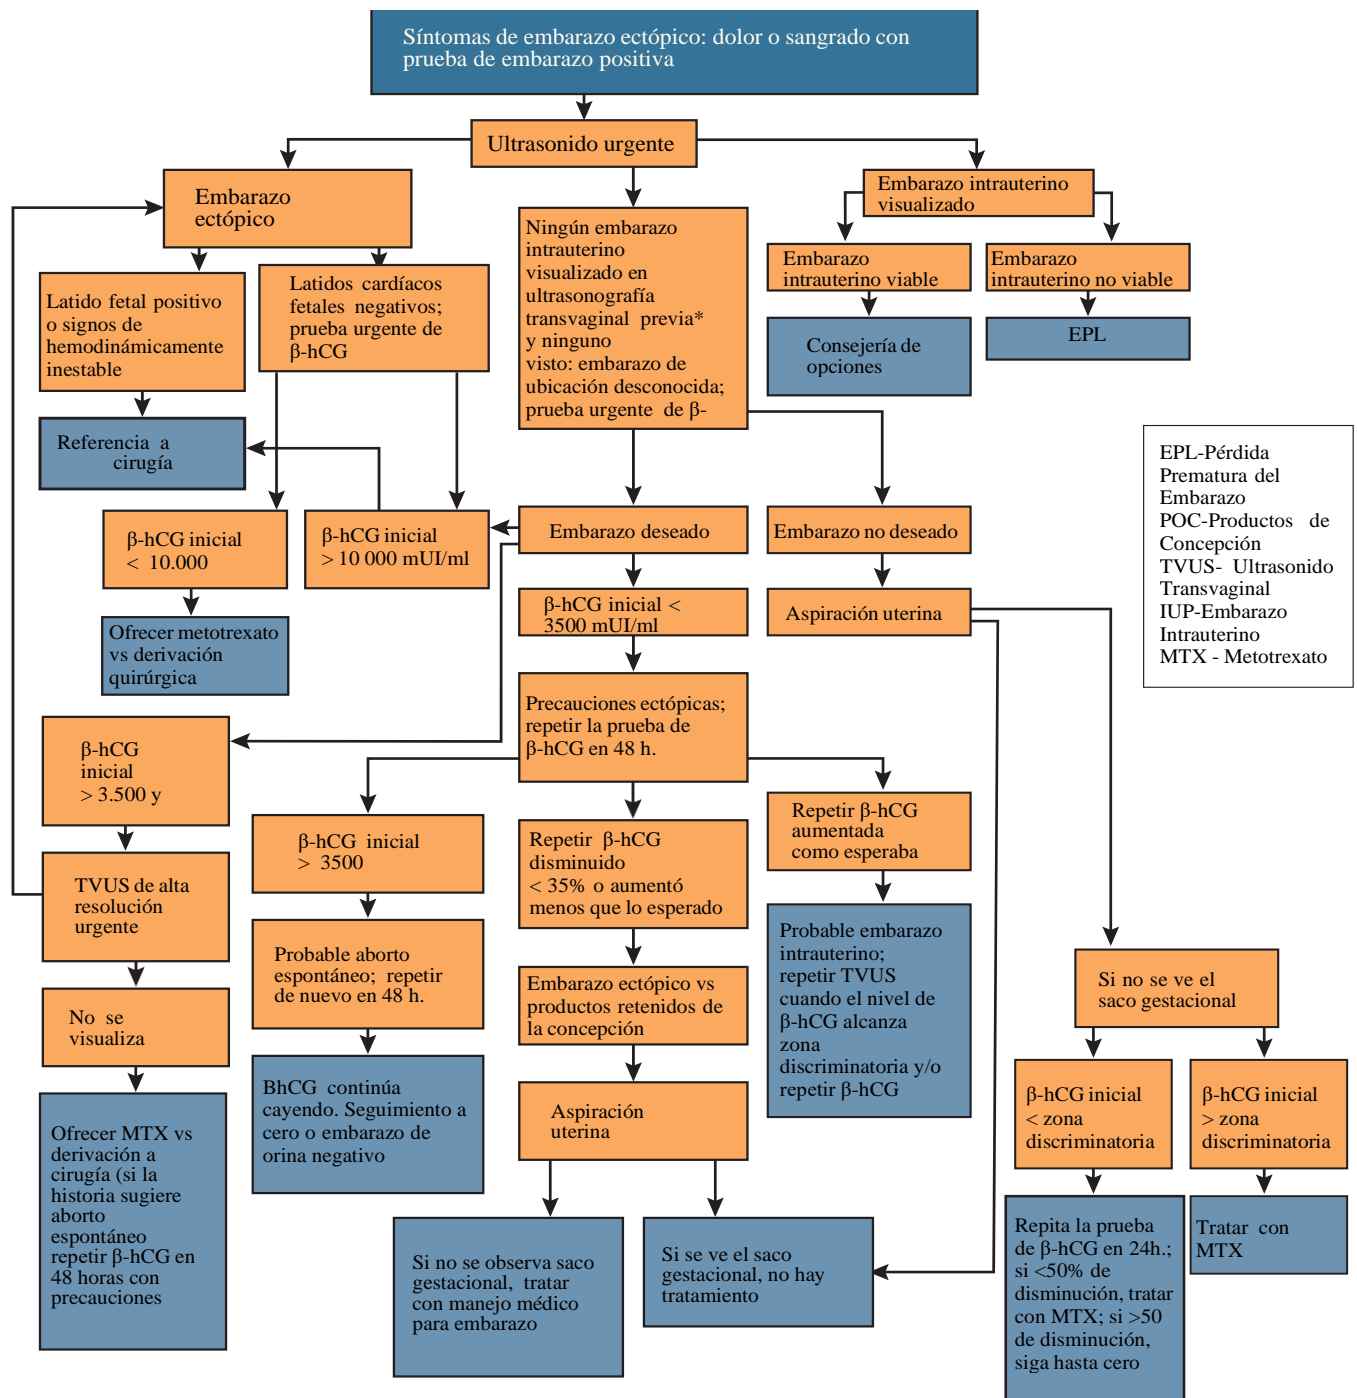 Síntomas de embarazo ectópico: dolor o sangrado con
prueba de embarazo positiva
Ultrasonido urgente
Embarazo
ectópico
Embarazo intrauterino
visualizado
Ningún embarazo
intrauterino
visualizado en
ultrasonografía
transvaginal previa*
y ninguno
visto: embarazo de
ubicación desconocida;
prueba urgente de β-
Embarazo
intrauterino viable
Embarazo
intrauterino no viable
Latido fetal positivo
o signos de
hemodinámicamente
inestable
Latidos cardíacos
fetales negativos;
prueba urgente de
β-hCG
Consejería de
opciones
EPL
Referencia a
cirugía
EPL-Pérdida
Prematura del
Embarazo
POC-Productos de
Concepción
TVUS- Ultrasonido
Transvaginal
IUP-Embarazo
Intrauterino
MTX - Metotrexato
β-hCG inicial
< 10.000
β-hCG inicial
> 10 000 mUI/ml
Embarazo deseado
Embarazo no deseado
β-hCG inicial <
3500 mUI/ml
Aspiración uterina
Ofrecer metotrexato
vs derivación
quirúrgica
Precauciones ectópicas;
repetir la prueba de
β-hCG en 48 h.
β-hCG
inicial
> 3.500 y
β-hCG inicial
> 3500
Repetir β-hCG
disminuido
< 35% o aumentó
menos que lo esperado
Repetir β-hCG
aumentada
como esperaba
TVUS de alta
resolución
urgente
Probable aborto
espontáneo; repetir
de nuevo en 48 h.
Embarazo ectópico vs
productos retenidos de
la concepción
Probable embarazo
intrauterino;
repetir TVUS
cuando el nivel de
β-hCG alcanza
zona
discriminatoria y/o
repetir β-hCG
Si no se ve el
saco gestacional
No se
visualiza
BhCG continúa
cayendo. Seguimiento a
cero o embarazo de
orina negativo
Aspiración
uterina
β-hCG inicial
< zona
discriminatoria
β-hCG inicial
> zona
discriminatoria
Ofrecer MTX vs
derivación a
cirugía (si la
historia sugiere
aborto
espontáneo
repetir β-hCG en
48 horas con
precauciones
Si no se observa saco
gestacional, tratar
con manejo médico
para embarazo
Si se ve el saco
gestacional, no hay
tratamiento
Repita la prueba
de β-hCG en 24h.;
si <50% de
disminución, tratar
con MTX; si >50
de disminución,
siga hasta cero
Tratar con
MTX